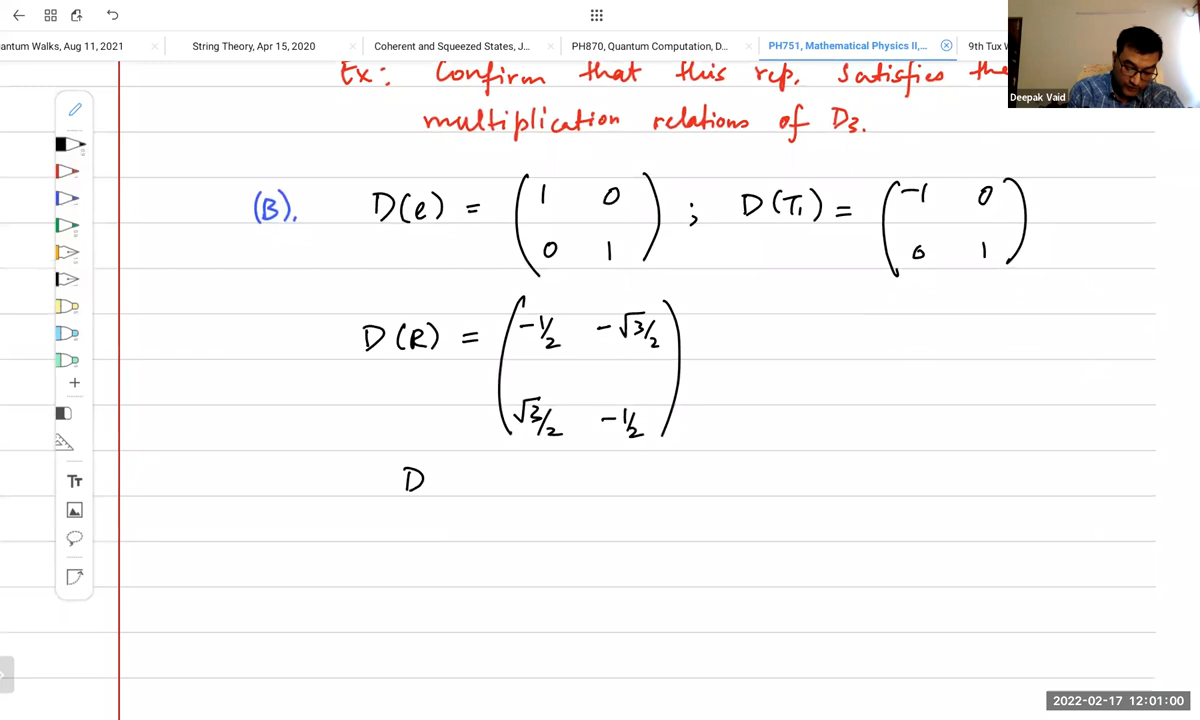 antum Walks, Aug 11, 2021 × String Theory, Apr 15, 2020 × Coherent and Squeezed States, J... × PH870, Quantum Computation, D... × PH751, Mathematical Physics II,... × 9th Tux W
Deepak Vaid
Ex: Confirm that this rep. satisfies the
multiplication relations of D₃.
(B). D(e) = ( 1 0 ; 0 1 ) ; D(T₁) = ( -1 0 ; 0 1 )
D(R) = ( -1/2 -√3/2 ; √3/2 -1/2 )
D
TT
2022-02-17 12:01:00